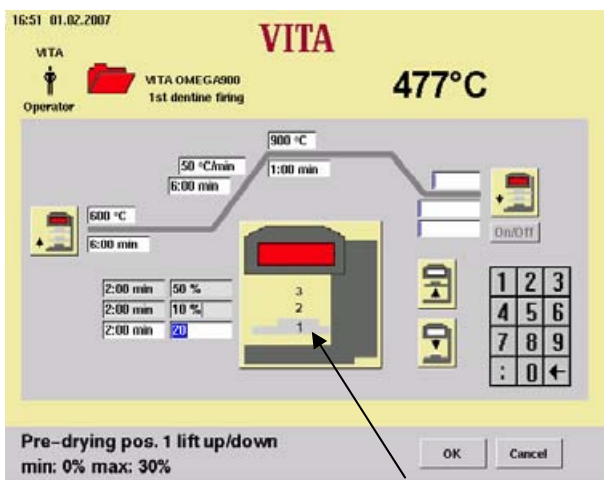 16:51 01.02.2007
VITA
VITA
Operator
VITA OMEGA900
1st dentine firing
477°C
900 °C
50 °C/min
1:00 min
6:00 min
600 °C
6:00 min
On/Off
2:00 min 50 %
2:00 min 10 %
2:00 min 20
3
2
1
1 2 3
4 5 6
7 8 9
: 0 ←
Pre-drying pos. 1 lift up/down
min: 0% max: 30%
OK Cancel